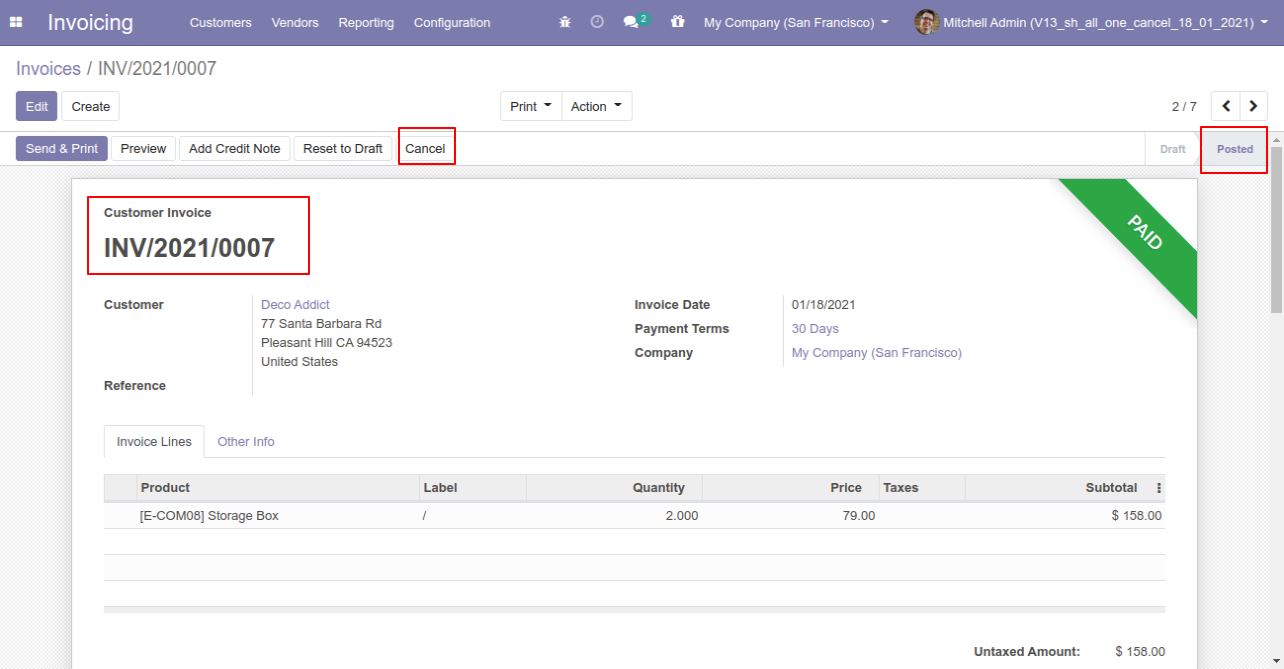 Invoicing Customers Vendors Reporting Configuration 2 My Company (San Francisco) Mitchell Admin (V13_sh_all_one_cancel_18_01_2021)
Invoices / INV/2021/0007
Edit Create Print Action 2 / 7
Send & Print Preview Add Credit Note Reset to Draft Cancel Draft Posted
Customer Invoice
INV/2021/0007
PAID
Customer Deco Addict Invoice Date 01/18/2021
77 Santa Barbara Rd Payment Terms 30 Days
Pleasant Hill CA 94523 Company My Company (San Francisco)
United States
Reference
Invoice Lines Other Info
Product Label Quantity Price Taxes Subtotal
[E-COM08] Storage Box / 2.000 79.00 $ 158.00
Untaxed Amount: $ 158.00